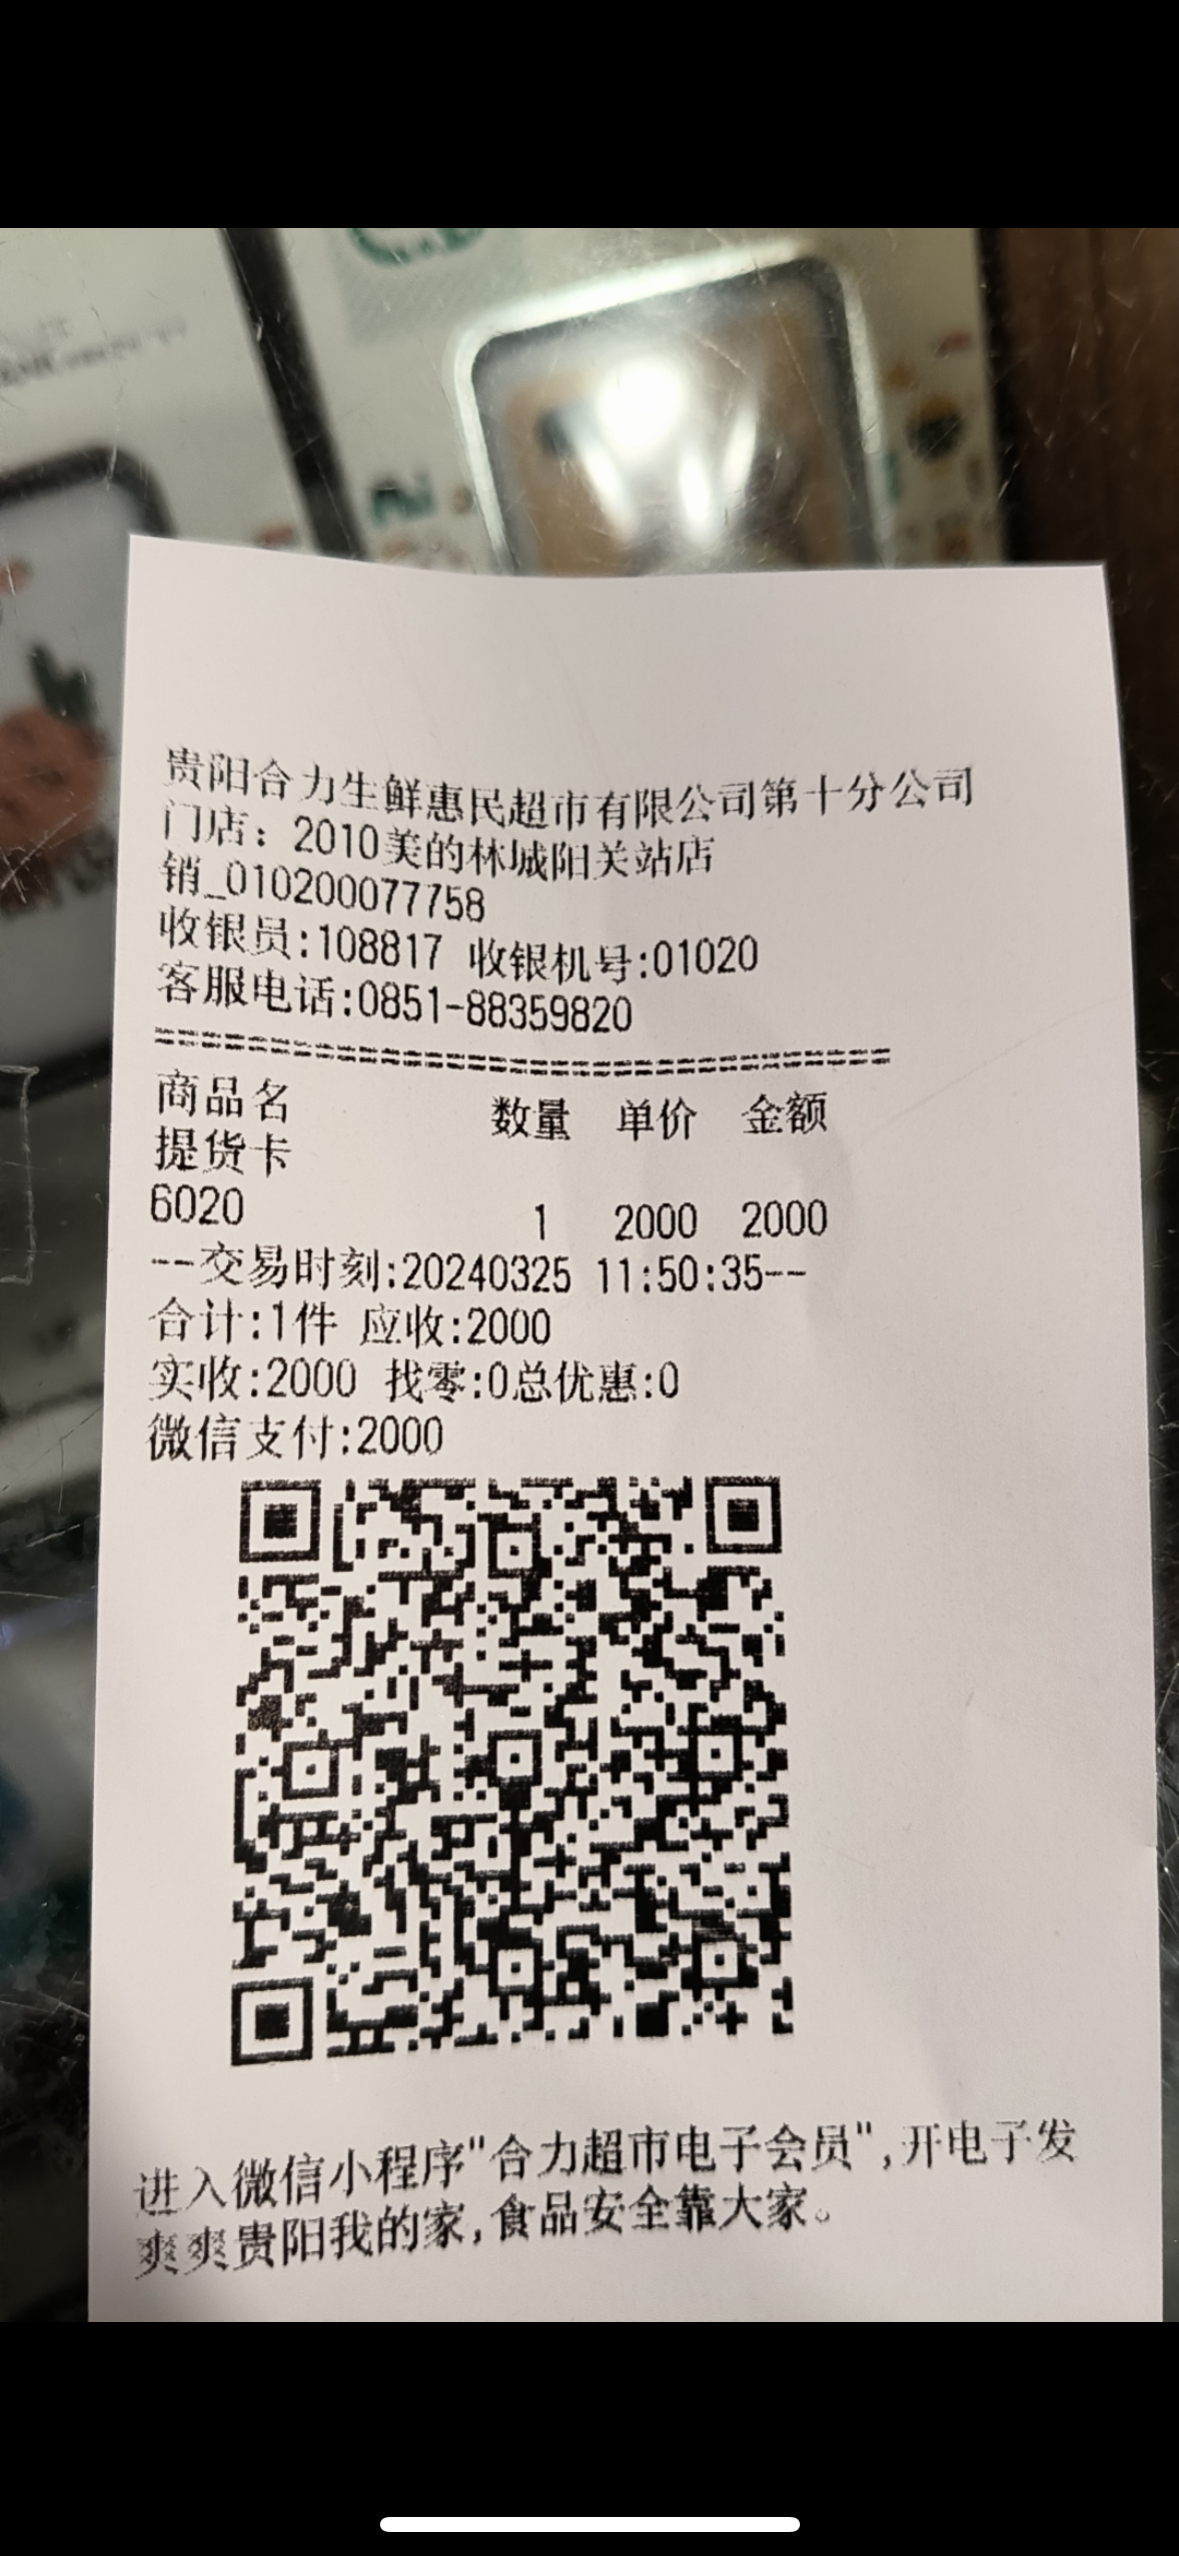 贵阳合力生鲜惠民超市有限公司第十分公司
门店：2010美的林城阳关站店
销_010200077758
收银员:108817 收银机号:01020
客服电话:0851-88359820
================================
商品名 数量 单价 金额
提货卡
6020 1 2000 2000
--交易时刻:20240325 11:50:35--
合计:1件 应收:2000
实收:2000 找零:0总优惠:0
微信支付:2000
进入微信小程序"合力超市电子会员",开电子发
爽爽贵阳我的家,食品安全靠大家。